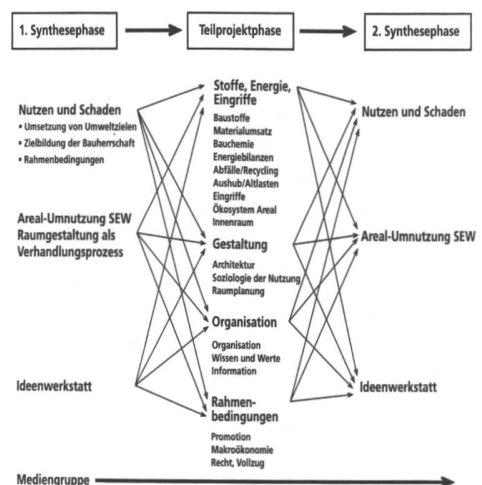 1. Synthesephase
Teilprojektphase
2. Synthesephase
Nutzen und Schaden
• Umsetzung von Umweltzielen
• Zielbildung der Bauherrschaft
• Rahmenbedingungen
Areal-Umnutzung SEW
Raumgestaltung als
Verhandlungsprozess
Ideenwerkstatt
Stoffe, Energie,
Eingriffe
Baustoffe
Materialumsatz
Bauchemie
Energiebilanzen
Abfälle/Recycling
Aushub/Altlasten
Eingriffe
Ökosystem Areal
Innenraum
Gestaltung
Architektur
Soziologie der Nutzung
Raumplanung
Organisation
Organisation
Wissen und Werte
Information
Rahmen-
bedingungen
Promotion
Makroökonomie
Recht, Vollzug
Nutzen und Schaden
Areal-Umnutzung SEW
Ideenwerkstatt
Mediengruppe